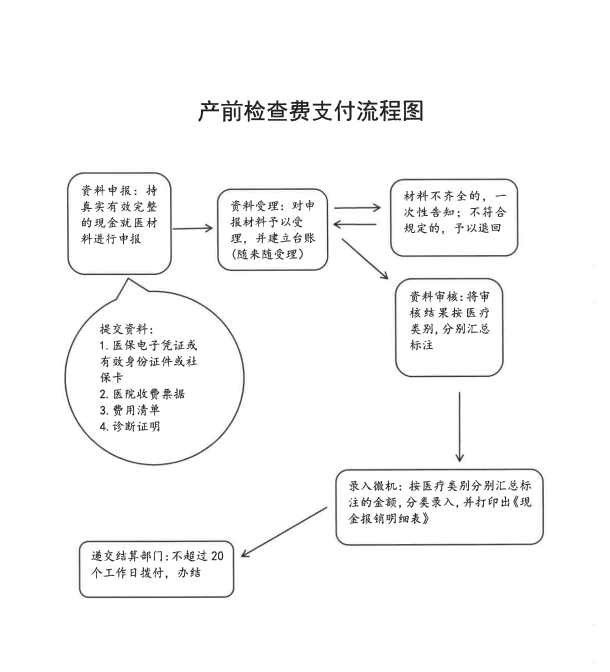 产前检查费支付流程图
资料申报：持
真实有效完整
的现金就医材
料进行申报
资料受理：对申
报材料予以受
理，并建立台账
(随来随受理)
材料不齐全的，一
次性告知；不符合
规定的，予以退回
资料审核：将审
核结果按医疗
类别，分别汇总
标注
提交资料：
1.医保电子凭证或
有效身份证件或社
保卡
2.医院收费票据
3.费用清单
4.诊断证明
录入微机：按医疗类别分别汇总标
注的金额，分类录入，并打印出《现
金报销明细表》
递交结算部门：不超过20
个工作日拨付，办结